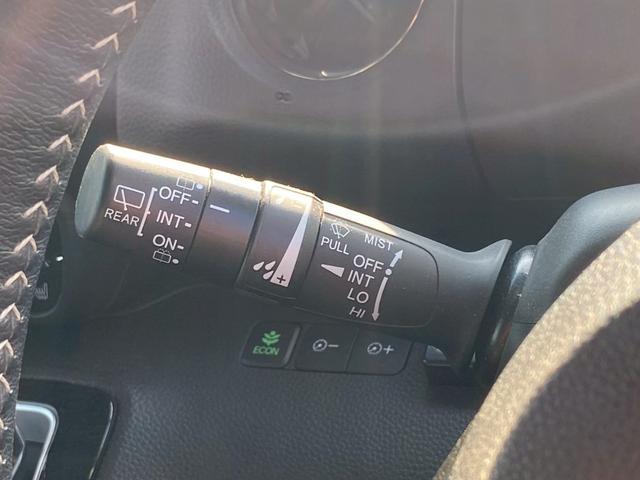 REAR
OFF
INT
ON
PULL
MIST
OFF
INT
LO
HI
ECON